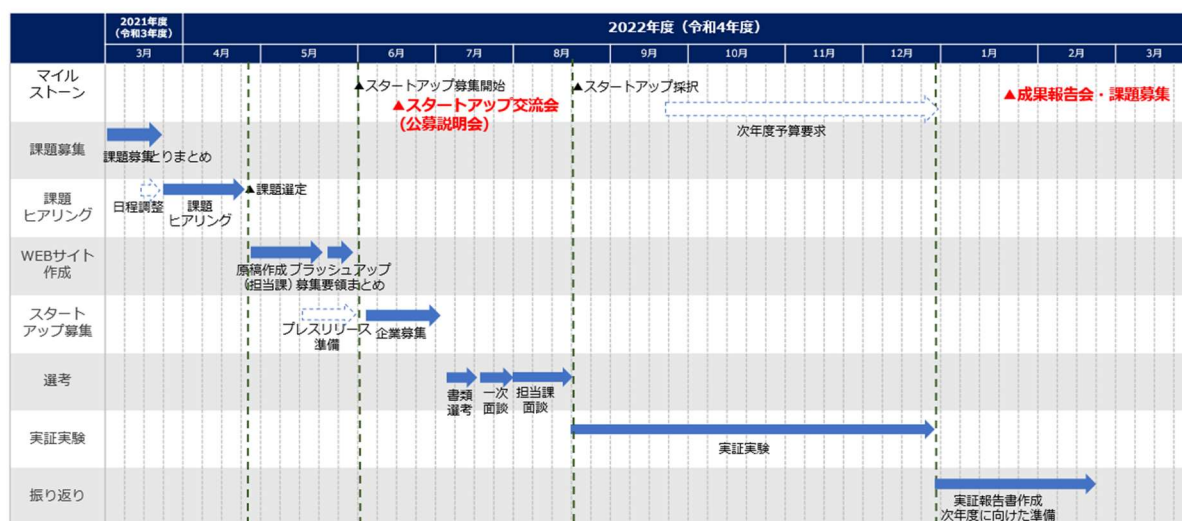 2021年度
(令和3年度)
2022年度(令和4年度)
3月
4月
5月
6月
7月
8月
9月
10月
11月
12月
1月
2月
3月
マイル
ストーン
▲スタートアップ募集開始
▲スタートアップ交流会
(公募説明会)
▲スタートアップ採択
次年度予算要求
▲成果報告会・課題募集
課題募集
課題募集とりまとめ
課題
ヒアリング
日程調整
課題
ヒアリング
▲課題選定
WEBサイト
作成
原稿作成
(担当課)
ブラッシュアップ
募集要領まとめ
スタート
アップ募集
プレスリリース
準備
企業募集
選考
書類
選考
一次
面談
担当課
面談
実証実験
実証実験
振り返り
実証報告書作成
次年度に向けた準備